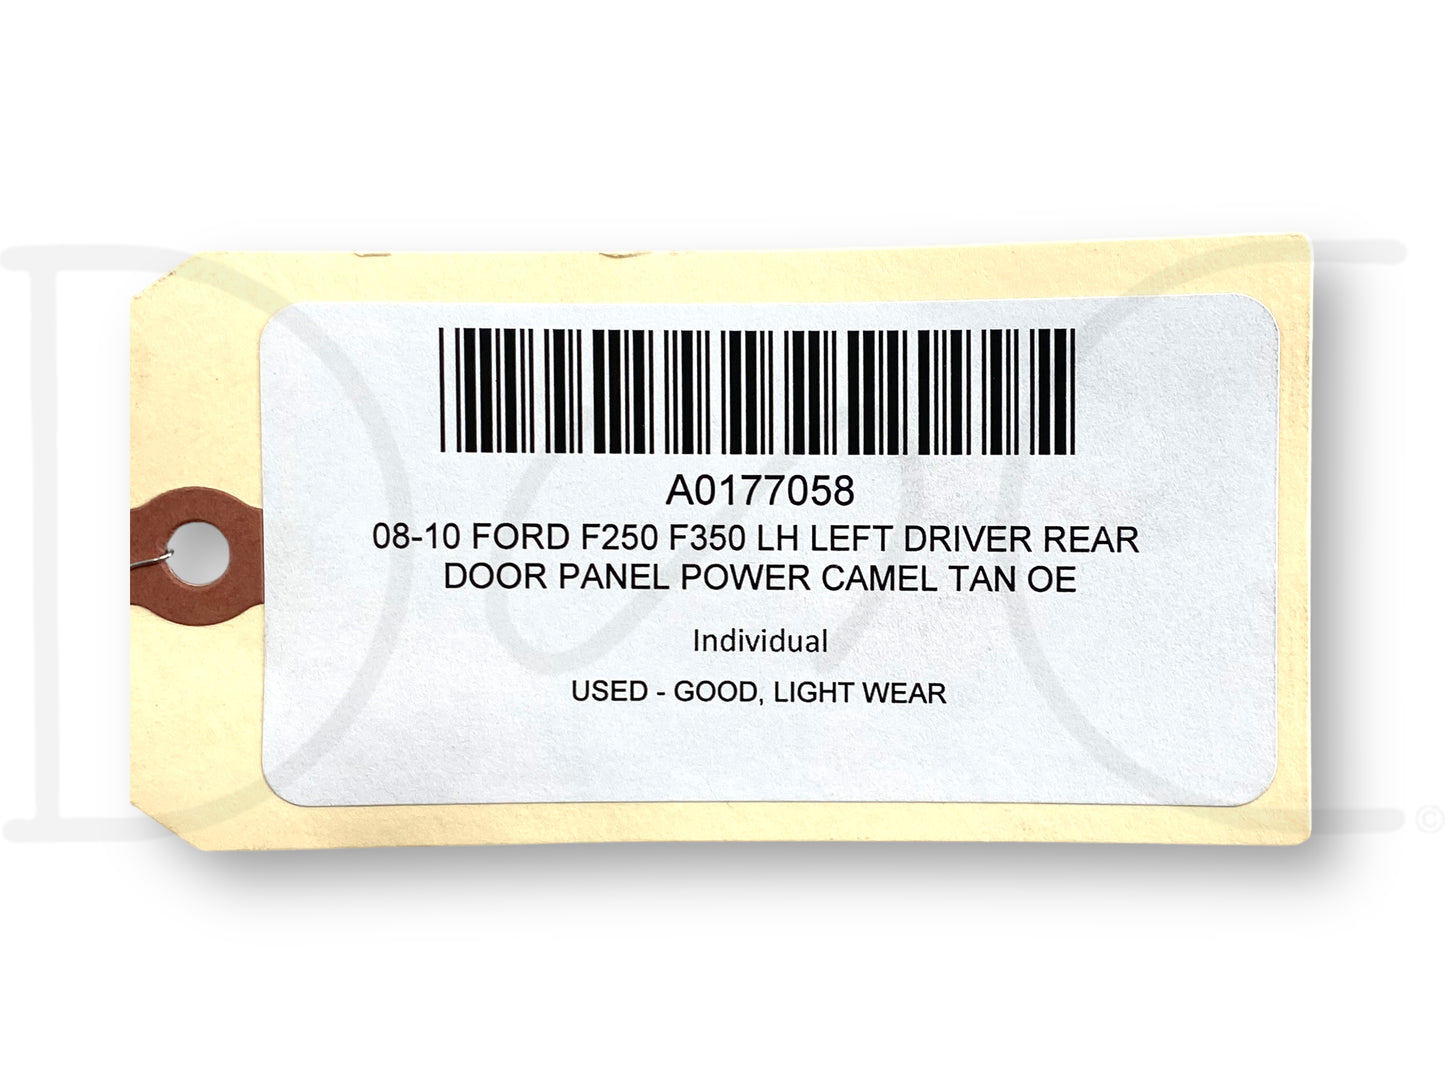 A0177058
08-10 FORD F250 F350 LH LEFT DRIVER REAR
DOOR PANEL POWER CAMEL TAN OE
Individual
USED - GOOD, LIGHT WEAR
©